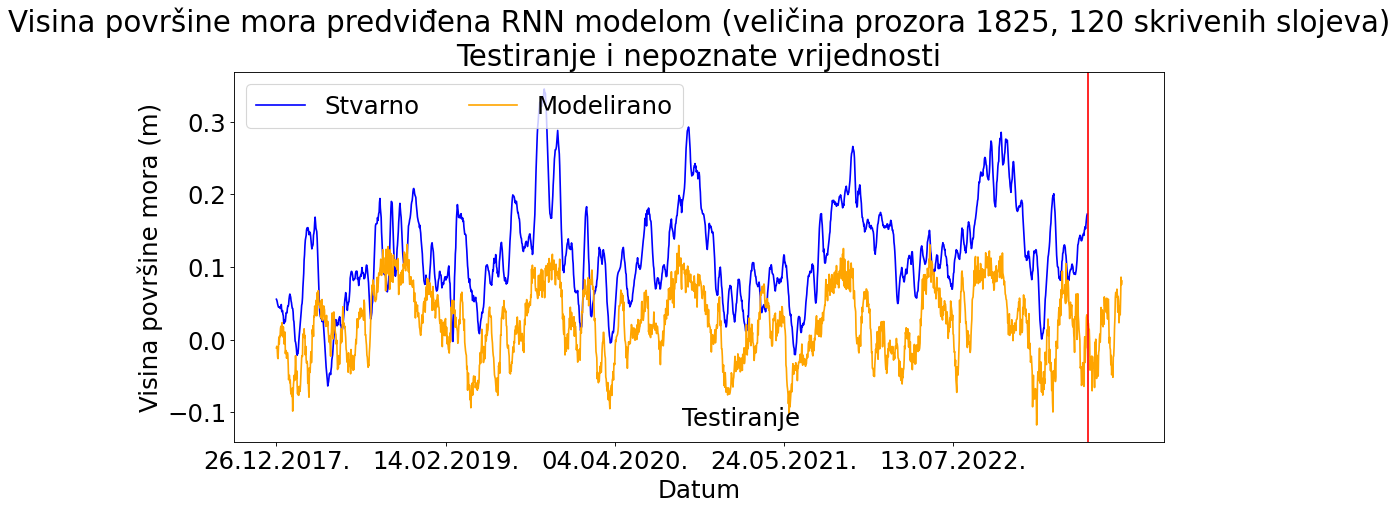 Visina površine mora predviđena RNN modelom (veličina prozora 1825, 120 skrivenih slojeva)
Testiranje i nepoznate vrijednosti
Stvarno Modelirano
Visina površine mora (m)
0.3
0.2
0.1
0.0
−0.1
Testiranje
26.12.2017. 14.02.2019. 04.04.2020. 24.05.2021. 13.07.2022.
Datum